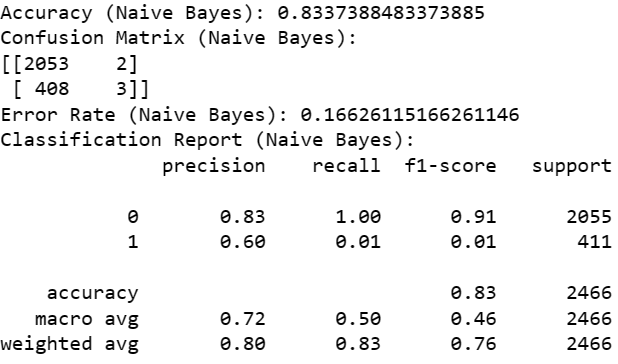 Accuracy (Naive Bayes): 0.8337388483373885
Confusion Matrix (Naive Bayes):
[[2053    2]
 [ 408    3]]
Error Rate (Naive Bayes): 0.16626115166261146
Classification Report (Naive Bayes):
              precision    recall  f1-score   support

           0       0.83      1.00      0.91      2055
           1       0.60      0.01      0.01       411

    accuracy                           0.83      2466
   macro avg       0.72      0.50      0.46      2466
weighted avg       0.80      0.83      0.76      2466